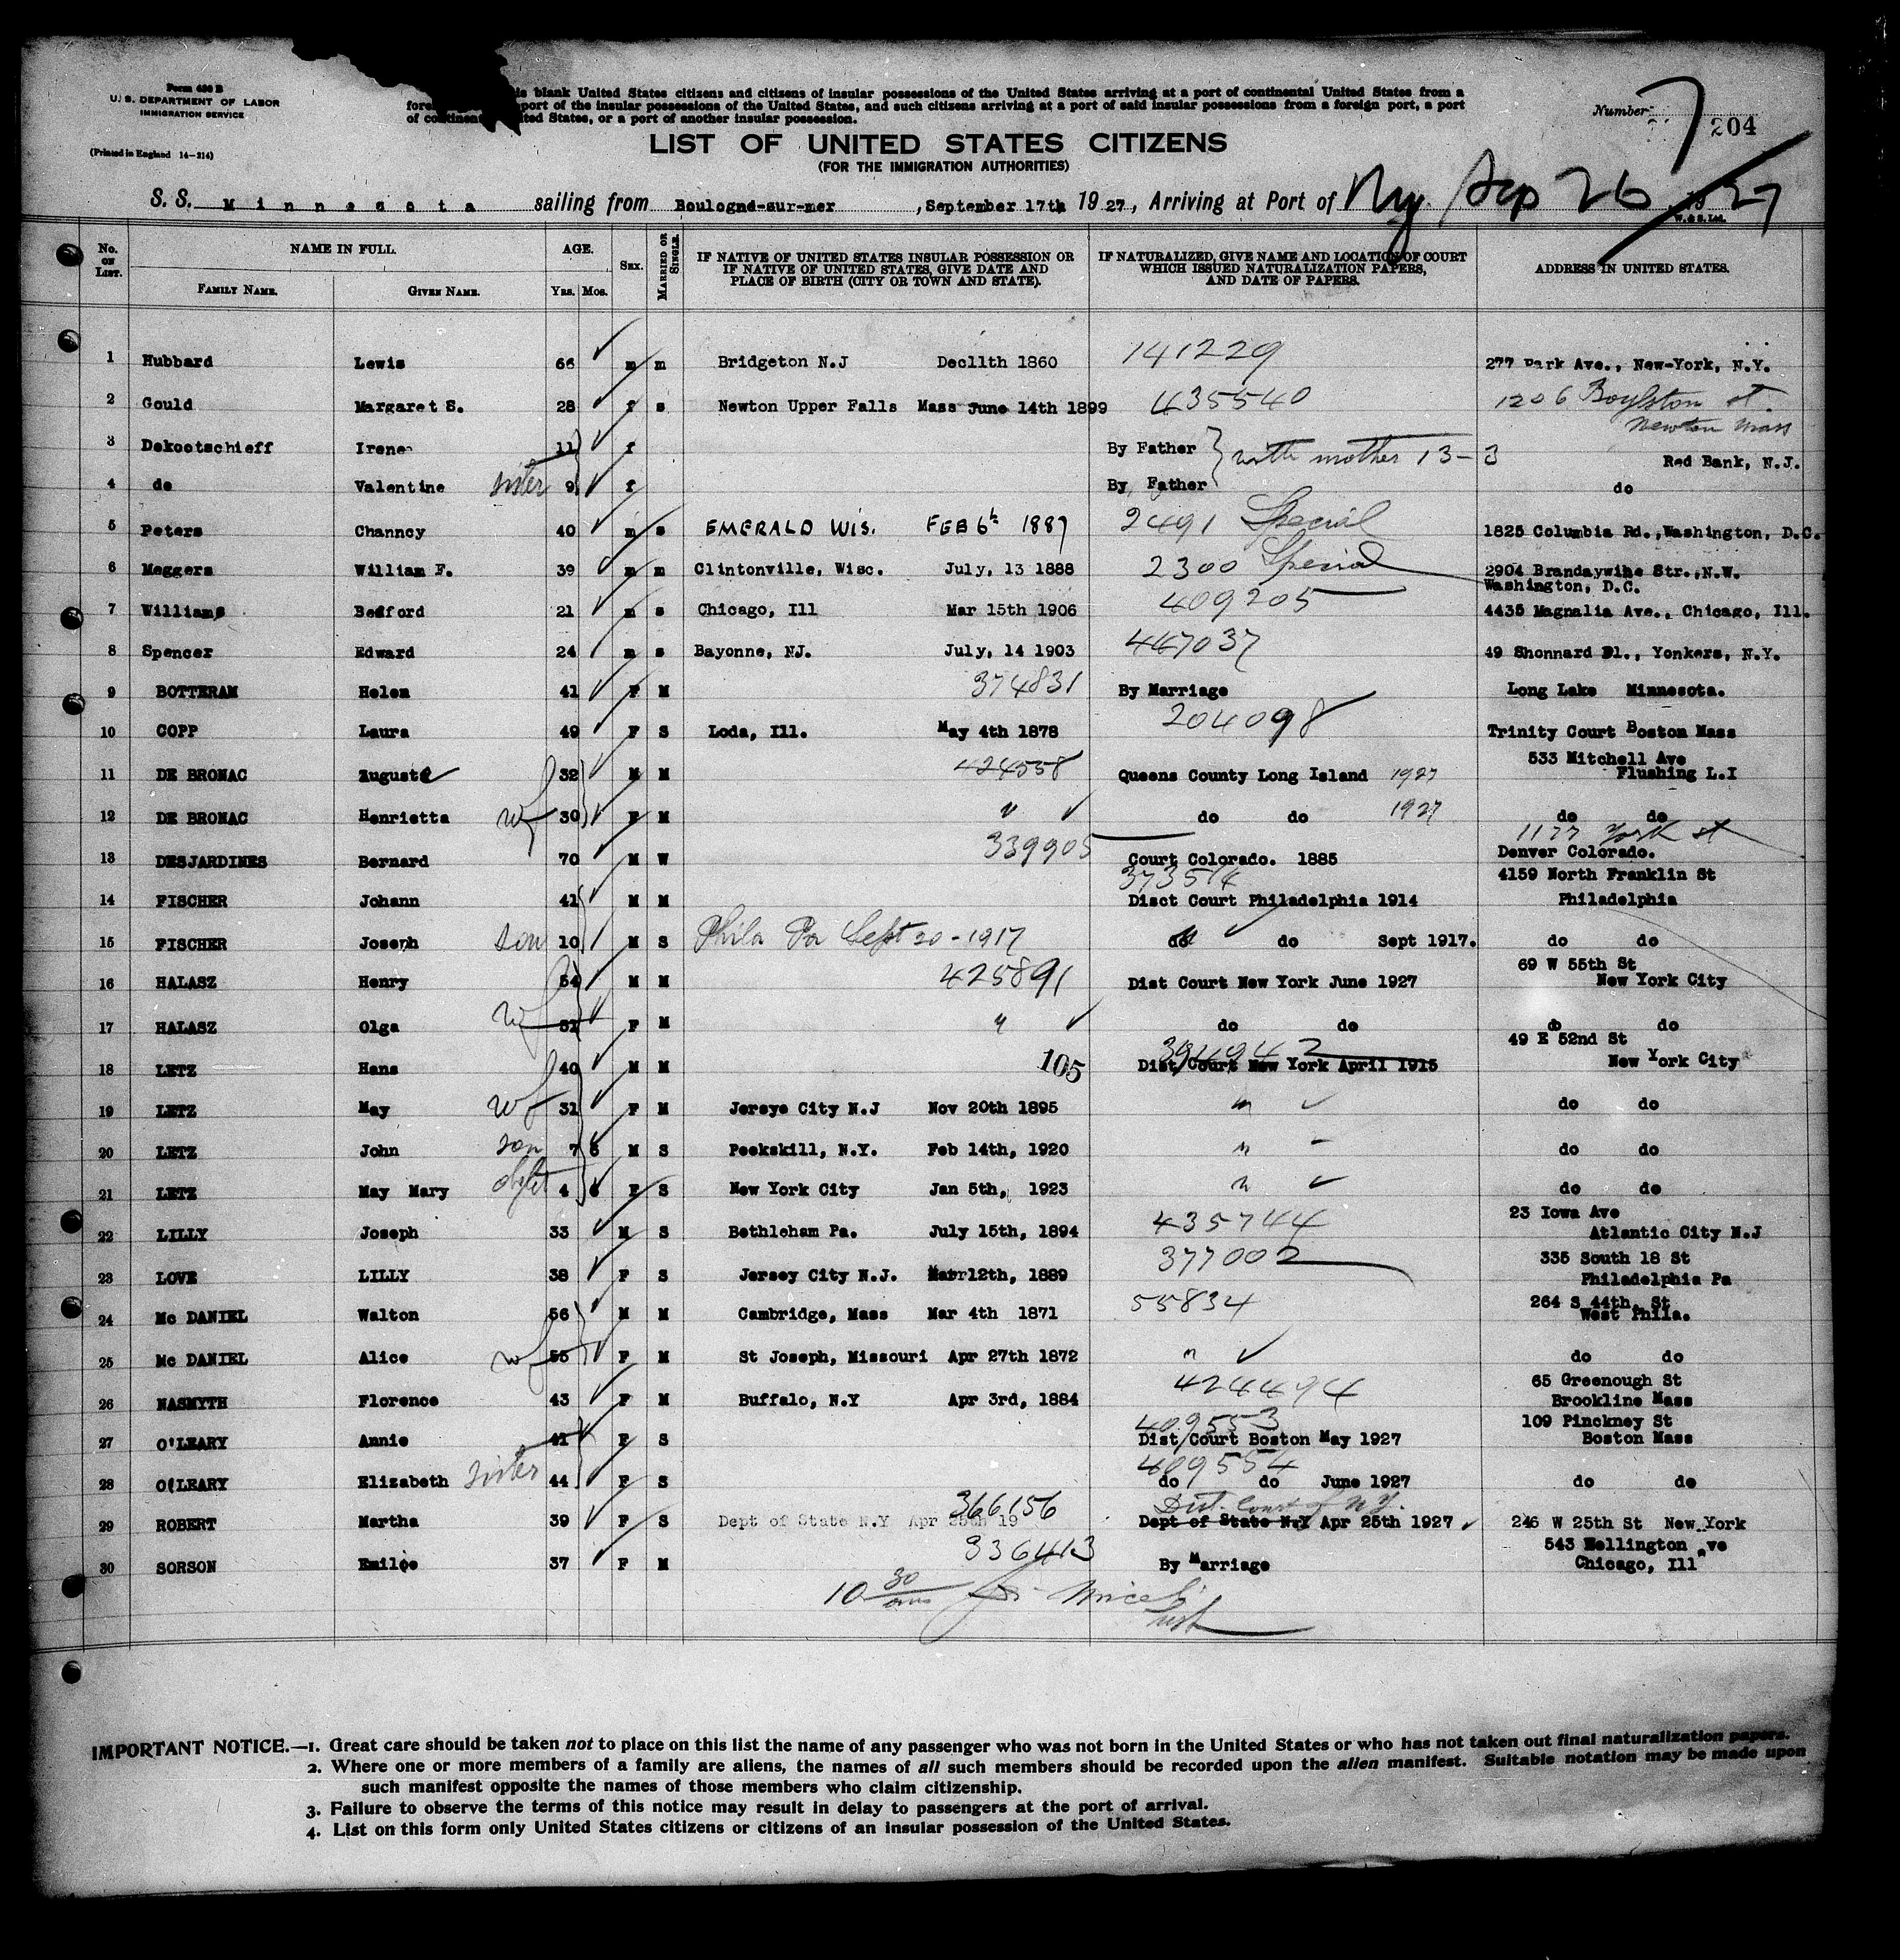 Form 630 B
U. S. DEPARTMENT OF LABOR
IMMIGRATION SERVICE
(Printed in England 14-214)
is blank United States citizens and citizens of insular possessions of the United States arriving at a port of continental United States from a
fore port of the insular possessions of the United States, and such citizens arriving at a port of said insular possessions from a foreign port, a port
of continen ited States, or a port of another insular possession.
Number 7 204
LIST OF UNITED STATES CITIZENS
(FOR THE IMMIGRATION AUTHORITIES)
S. S. Minnesota sailing from Boulogne-sur-mer, September 17th 1927, Arriving at Port of Ny Sep 26 19 27
W. & S. Ltd.
No. ON LIST. NAME IN FULL. AGE. SEX. MARRIED OR SINGLE. IF NATIVE OF UNITED STATES INSULAR POSSESSION OR IF NATIVE OF UNITED STATES, GIVE DATE AND PLACE OF BIRTH (CITY OR TOWN AND STATE). IF NATURALIZED, GIVE NAME AND LOCATION OF COURT WHICH ISSUED NATURALIZATION PAPERS, AND DATE OF PAPERS. ADDRESS IN UNITED STATES.
FAMILY NAME. GIVEN NAME. YRS. MOS.
1 Hubbard Lewis 66 m m Bridgeton N.J Dec11th 1860 141229 277 Park Ave., New-York, N.Y.
2 Gould Margaret S. 28 f s Newton Upper Falls Mass June 14th 1899 435540 1206 Boylston st.
Newton Mass
3 Dekootschieff Irene 11 f By Father with mother 13-3 Red Bank, N.J.
4 de Valentine sister 9 f By Father do
5 Peters Channcy 40 m s EMERALD WIS. FEB 6th 1887 2491 Special 1825 Columbia Rd.,Washington, D.C.
6 Meggers William F. 39 m m Clintonville, Wisc. July, 13 1888 2300 Special 2904 Brandaywine Str.,N.W.
Washington, D.C.
7 Williams Bedford 21 m s Chicago, Ill Mar 15th 1906 409205 4435 Magnalia Ave., Chicago, Ill.
8 Spencer Edward 24 m s Bayonne, NJ. July, 14 1903 447037 49 Shonnard Pl., Yonkers, N.Y.
9 BOTTERAM Helen 41 F M 374831 By Marriage Long Lake Minnesota.
10 COPP Laura 49 F S Loda, Ill. May 4th 1878 204098 Trinity Court Boston Mass
533 Mitchell Ave
11 DE BRONAC Auguste 32 M M 424558 Queens County Long Island 1927 Flushing L.I
12 DE BRONAC Henrietta wf 30 F M " do do 1927 do do
1177 York st
13 DESJARDINES Bernard 70 M W 339905 Court Colorado. 1885 Denver Colorado.
373514 4159 North Franklin St
14 FISCHER Johann 41 M M Disct Court Philadelphia 1914 Philadelphia
15 FISCHER Joseph son 10 M S Phila Pa Sept 20-1917 do do Sept 1917. do do
69 W 55th St
16 HALASZ Henry 54 M M 425891 Dist Court New York June 1927 New York City
17 HALASZ Olga wf 51 F M " do do do do
394942 49 E 52nd St
18 LETZ Hans 40 M M 105 Dist Court New York April 1915 New York City
19 LETZ May wf 31 F M Jersye City N.J Nov 20th 1895 " do do
20 LETZ John son 7 6 M S Peekskill, N.Y. Feb 14th, 1920 " do do
21 LETZ May Mary 4 F S New York City Jan 5th, 1923 " do do
23 Iowa Ave
22 LILLY Joseph 33 M S Bethleham Pa. July 15th, 1894 435744 Atlantic City N.J
335 South 18 St
23 LOVE LILLY 38 F S Jersey City N.J. Mar12th, 1889 377002 Philadelphia Pa
264 S 44th, St
24 Mc DANIEL Walton 56 M M Cambridge, Mass Mar 4th 1871 55834 West Phila.
25 Mc DANIEL Alice wf 55 F M St Joseph, Missouri Apr 27th 1872 " do do
65 Greenough St
26 NASMYTH Florence 43 F M Buffalo, N.Y Apr 3rd, 1884 424494 Brookline Mass
409553 109 Pinckney St
27 O'LEARY Annie 41 F S Dist Court Boston May 1927 Boston Mass
409554
28 O'LEARY Elizabeth sister 44 F S do do June 1927 do do
366156 Dist. Court of N.Y.
29 ROBERT Martha 39 F S Dept of State N.Y Apr 25th 19 Dept of State N.Y Apr 25th 1927 246 W 25th St New York
336413 543 Wellington Ave
30 SORSON Emilie 37 F M By Marriage Chicago, Ill
10 30 am
IMPORTANT NOTICE.—1. Great care should be taken not to place on this list the name of any passenger who was not born in the United States or who has not taken out final naturalization papers.
2. Where one or more members of a family are aliens, the names of all such members should be recorded upon the alien manifest. Suitable notation may be made upon
such manifest opposite the names of those members who claim citizenship.
3. Failure to observe the terms of this notice may result in delay to passengers at the port of arrival.
4. List on this form only United States citizens or citizens of an insular possession of the United States.